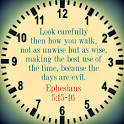 Look carefully
then how you walk,
not as unwise but as wise,
making the best use of
the time, because the
days are evil.
Ephesians
5:15-16